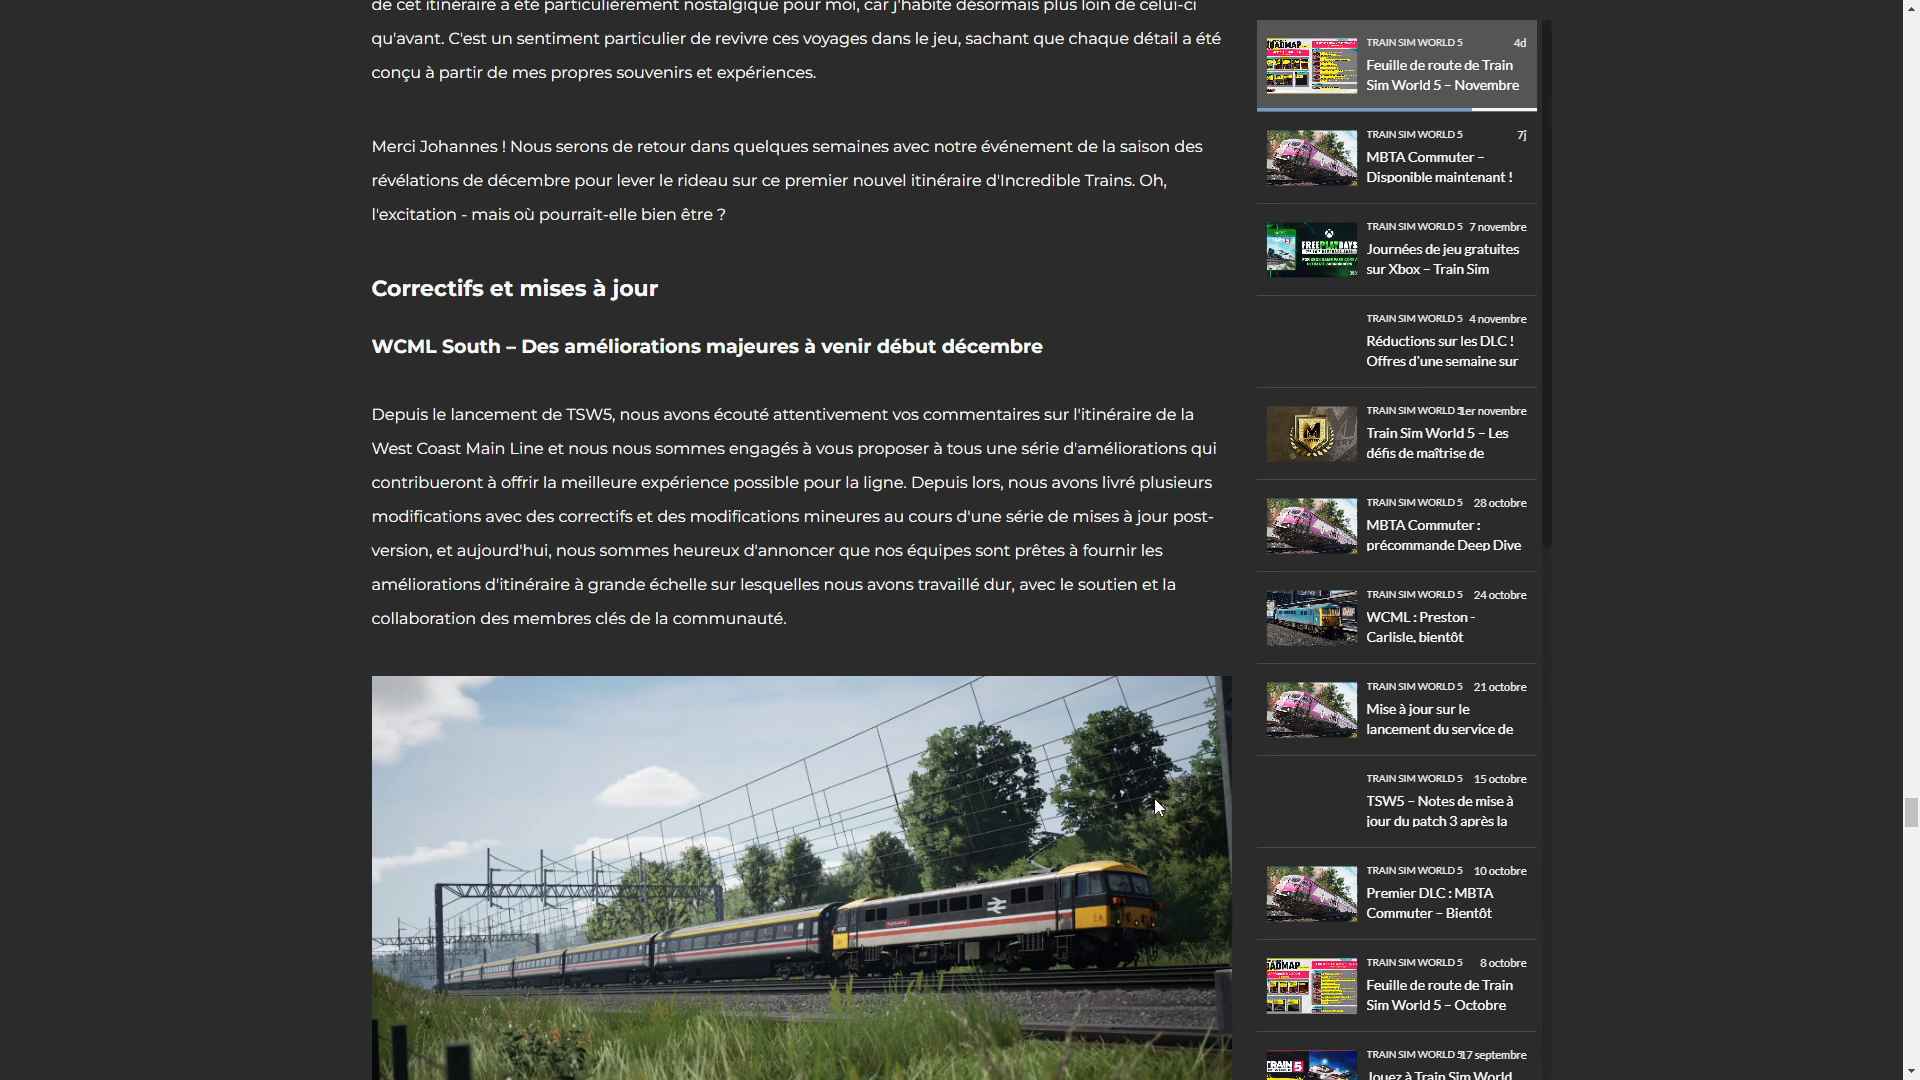 de cet itinéraire a été particulièrement nostalgique pour moi, car j'habite désormais plus loin de celui-ci
qu'avant. C'est un sentiment particulier de revivre ces voyages dans le jeu, sachant que chaque détail a été
conçu à partir de mes propres souvenirs et expériences.
Merci Johannes ! Nous serons de retour dans quelques semaines avec notre événement de la saison des
révélations de décembre pour lever le rideau sur ce premier nouvel itinéraire d'Incredible Trains. Oh,
l'excitation - mais où pourrait-elle bien être ?
Correctifs et mises à jour
WCML South – Des améliorations majeures à venir début décembre
Depuis le lancement de TSW5, nous avons écouté attentivement vos commentaires sur l'itinéraire de la
West Coast Main Line et nous nous sommes engagés à vous proposer à tous une série d'améliorations qui
contribueront à offrir la meilleure expérience possible pour la ligne. Depuis lors, nous avons livré plusieurs
modifications avec des correctifs et des modifications mineures au cours d'une série de mises à jour post-
version, et aujourd'hui, nous sommes heureux d'annoncer que nos équipes sont prêtes à fournir les
améliorations d'itinéraire à grande échelle sur lesquelles nous avons travaillé dur, avec le soutien et la
collaboration des membres clés de la communauté.
TRAIN SIM WORLD 5 4d
Feuille de route de Train
Sim World 5 – Novembre
TRAIN SIM WORLD 5 7j
MBTA Commuter –
Disponible maintenant !
TRAIN SIM WORLD 5 7 novembre
FREE PLAY DAYS
Journées de jeu gratuites
sur Xbox – Train Sim
TRAIN SIM WORLD 5 4 novembre
Réductions sur les DLC !
Offres d'une semaine sur
TRAIN SIM WORLD 5 1er novembre
Train Sim World 5 – Les
défis de maîtrise de
TRAIN SIM WORLD 5 28 octobre
MBTA Commuter :
précommande Deep Dive
TRAIN SIM WORLD 5 24 octobre
WCML : Preston -
Carlisle, bientôt
TRAIN SIM WORLD 5 21 octobre
Mise à jour sur le
lancement du service de
TRAIN SIM WORLD 5 15 octobre
TSW5 – Notes de mise à
jour du patch 3 après la
TRAIN SIM WORLD 5 10 octobre
Premier DLC : MBTA
Commuter – Bientôt
TRAIN SIM WORLD 5 8 octobre
Feuille de route de Train
Sim World 5 – Octobre
TRAIN SIM WORLD 5 17 septembre
Jouez à Train Sim World